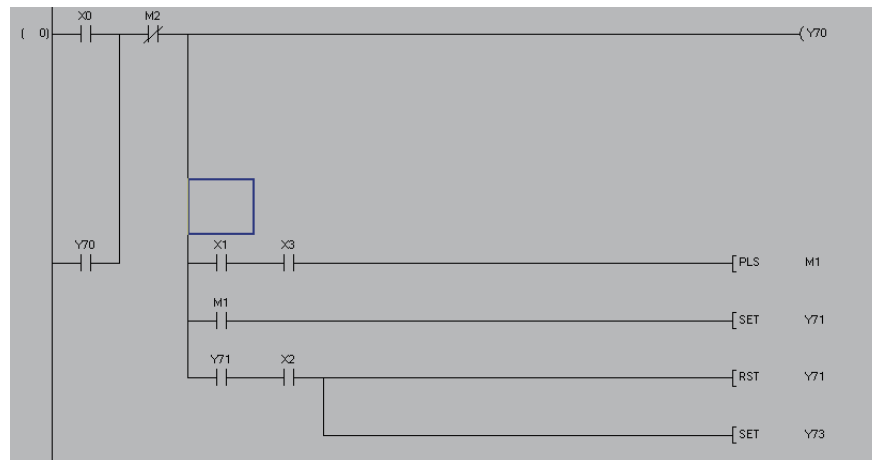 X0 M2
( 0) ( Y70
Y70 X1 X3
[ PLS M1
M1
[ SET Y71
Y71 X2
[ RST Y71
[ SET Y73